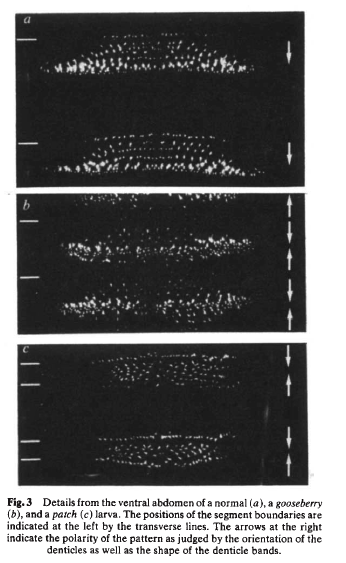 a
b
c
Fig. 3 Details from the ventral abdomen of a normal (a), a gooseberry
(b), and a patch (c) larva. The positions of the segment boundaries are
indicated at the left by the transverse lines. The arrows at the right
indicate the polarity of the pattern as judged by the orientation of the
denticles as well as the shape of the denticle bands.